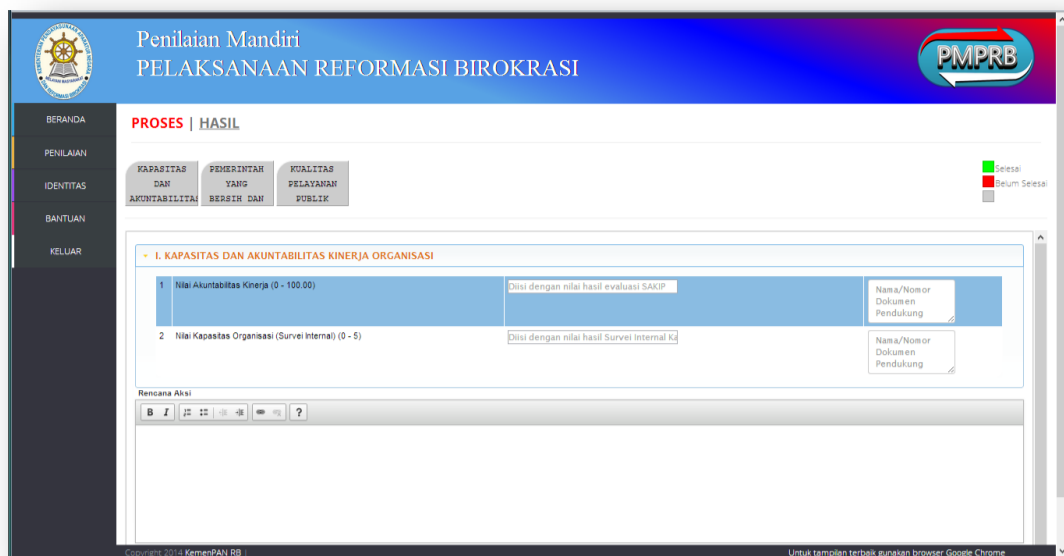 Penilaian Mandiri
PELAKSANAAN REFORMASI BIROKRASI
PMPRB
BERANDA
PENILAIAN
IDENTITAS
BANTUAN
KELUAR
PROSES | HASIL
KAPASITAS
DAN
AKUNTABILITA
PEMERINTAH
YANG
BERSIH DAN
KUALITAS
PELAYANAN
PUBLIK
Selesai
Belum Selesai
I. KAPASITAS DAN AKUNTABILITAS KINERJA ORGANISASI
1 Nilai Akuntabilitas Kinerja (0 - 100.00)
Diisi dengan nilai hasil evaluasi SAKIP
Nama/Nomor
Dokumen
Pendukung
2 Nilai Kapasitas Organisasi (Survei Internal) (0 - 5)
Diisi dengan nilai hasil Survei Internal Ka
Nama/Nomor
Dokumen
Pendukung
Rencana Aksi
B I ?
Copyright 2014 KemenPAN RB |
Untuk tampilan terbaik gunakan browser Google Chrome